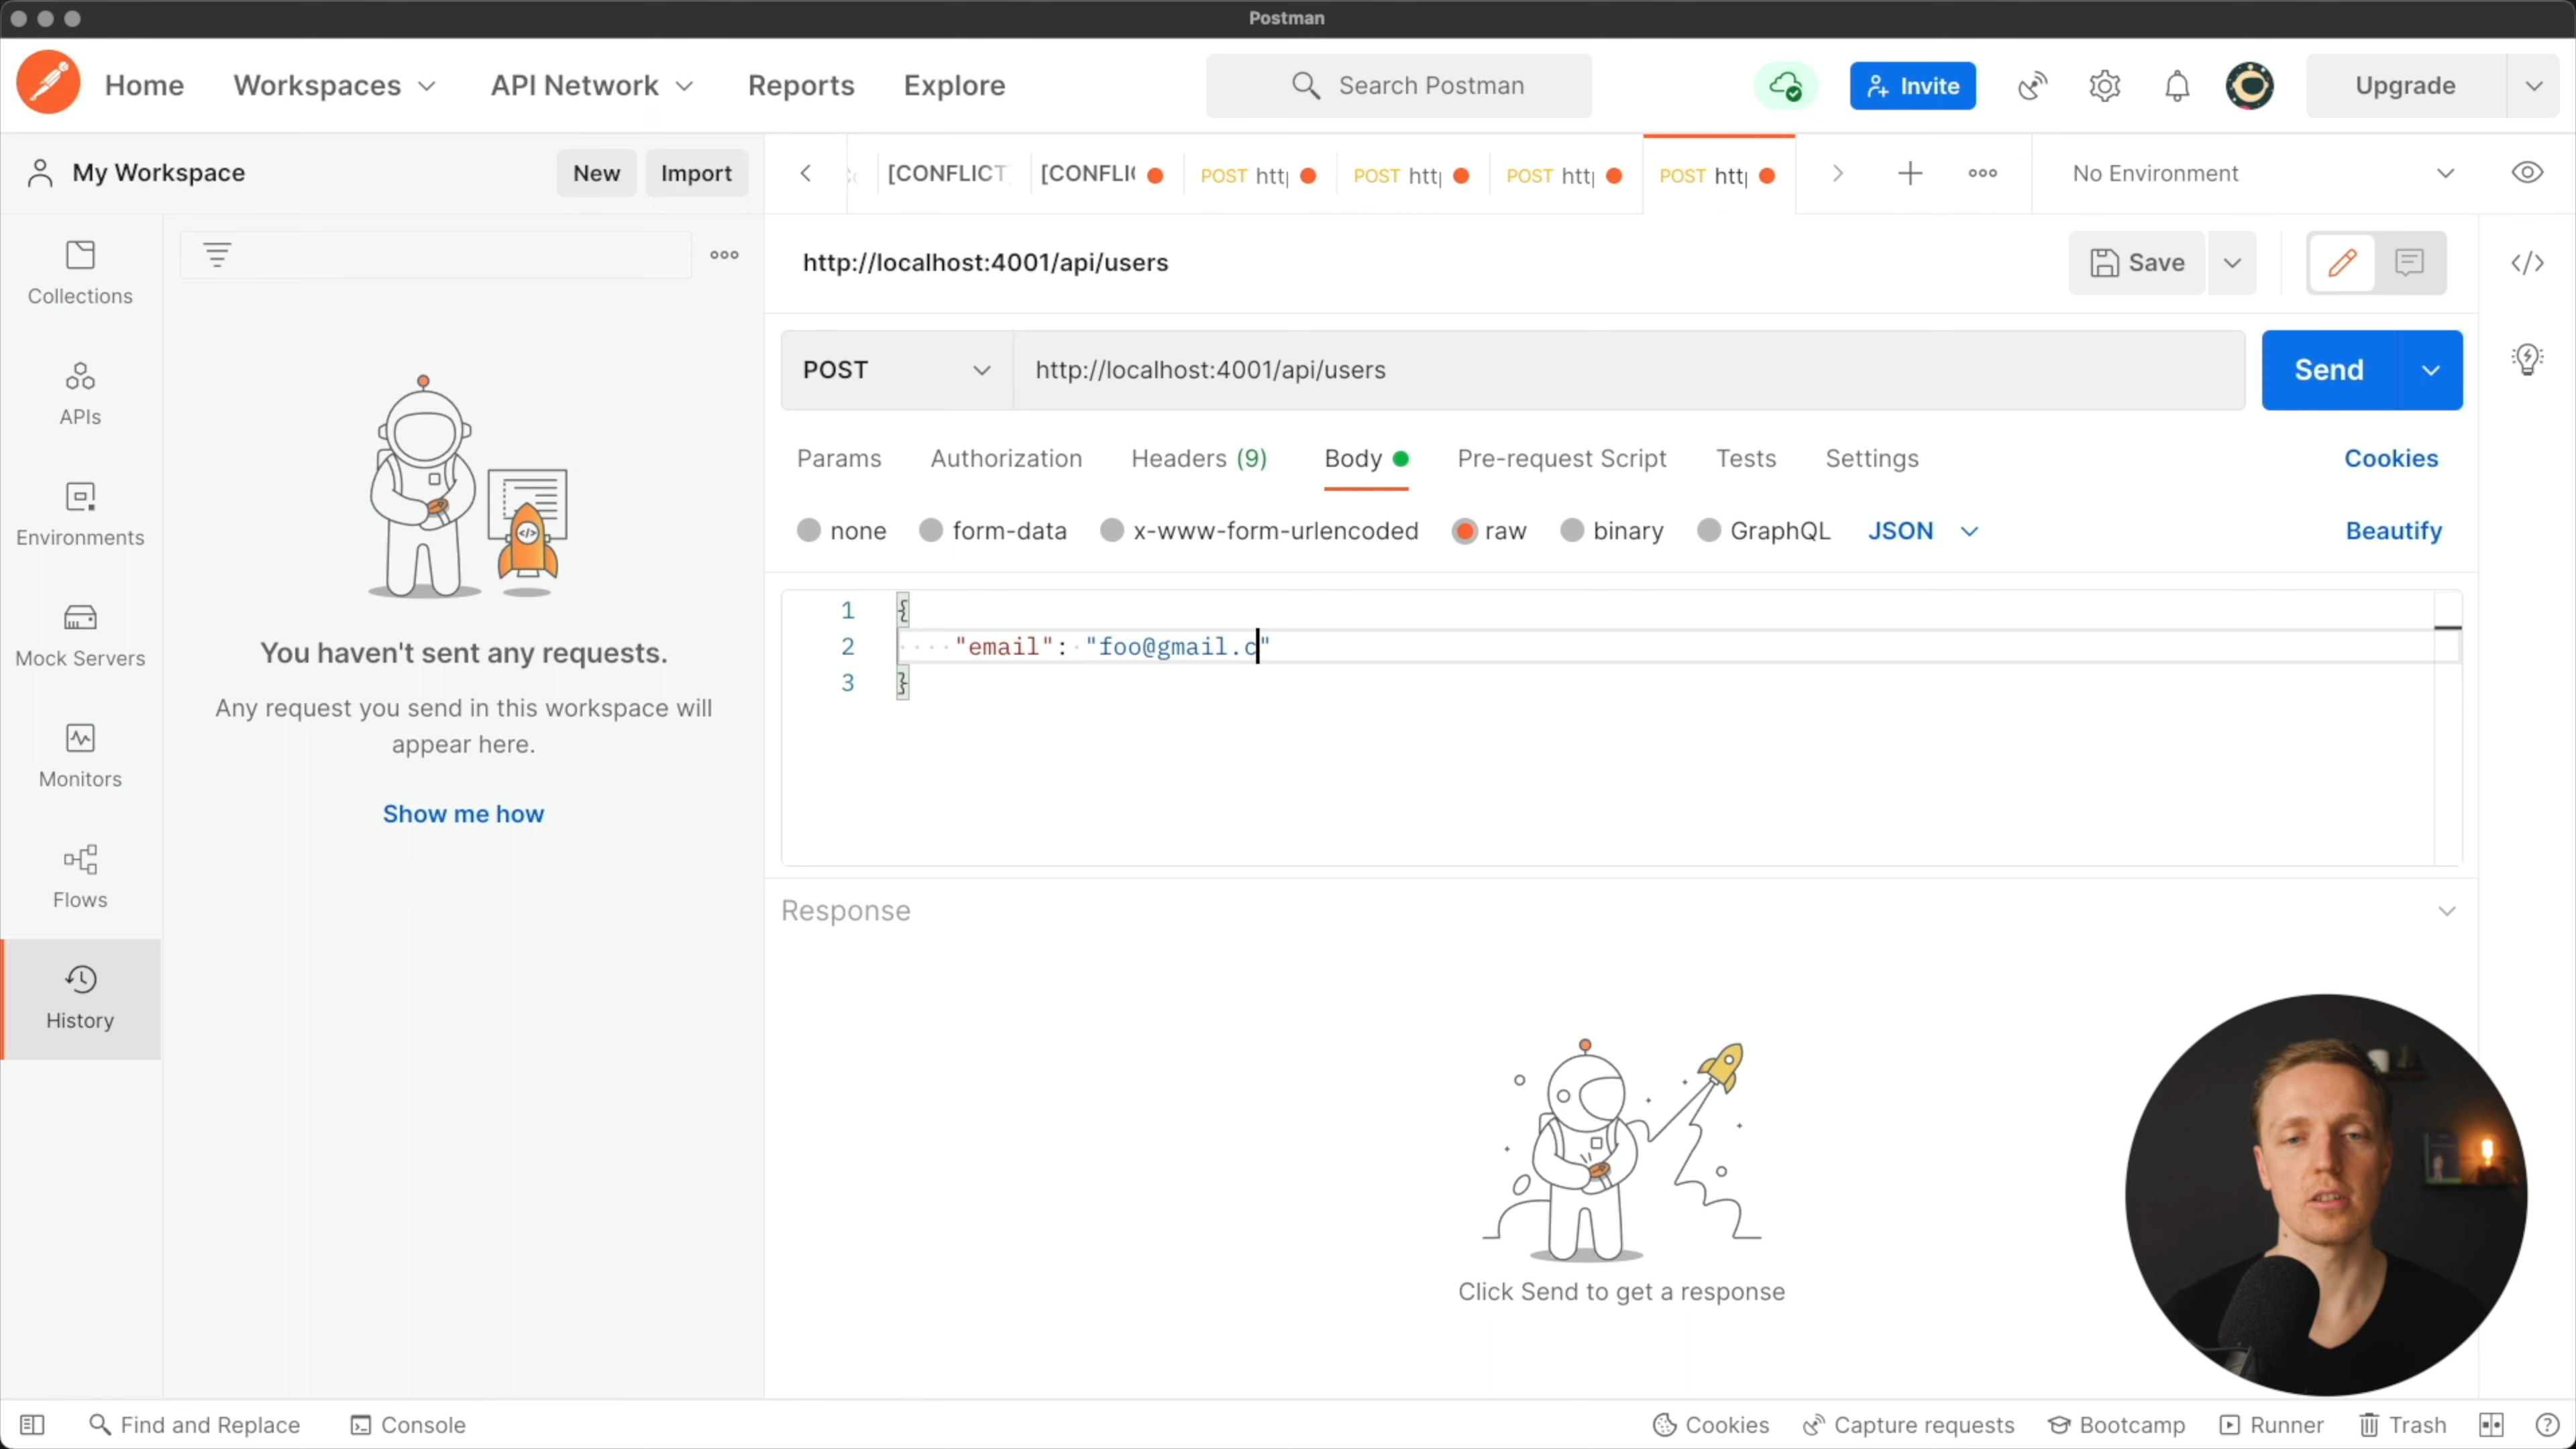 Postman
Home Workspaces API Network Reports Explore Search Postman Invite Upgrade
My Workspace New Import
[CONFLICT [CONFLI POST htt POST htt POST htt POST htt No Environment
Collections
APIs
Environments
Mock Servers
Monitors
Flows
History
You haven't sent any requests.
Any request you send in this workspace will
appear here.
Show me how
http://localhost:4001/api/users Save
POST http://localhost:4001/api/users Send
Params Authorization Headers (9) Body Pre-request Script Tests Settings Cookies
none form-data x-www-form-urlencoded raw binary GraphQL JSON Beautify
1 {
2 "email": "foo@gmail.c"
3 }
Response
Click Send to get a response
Find and Replace Console Cookies Capture requests Bootcamp Runner Trash